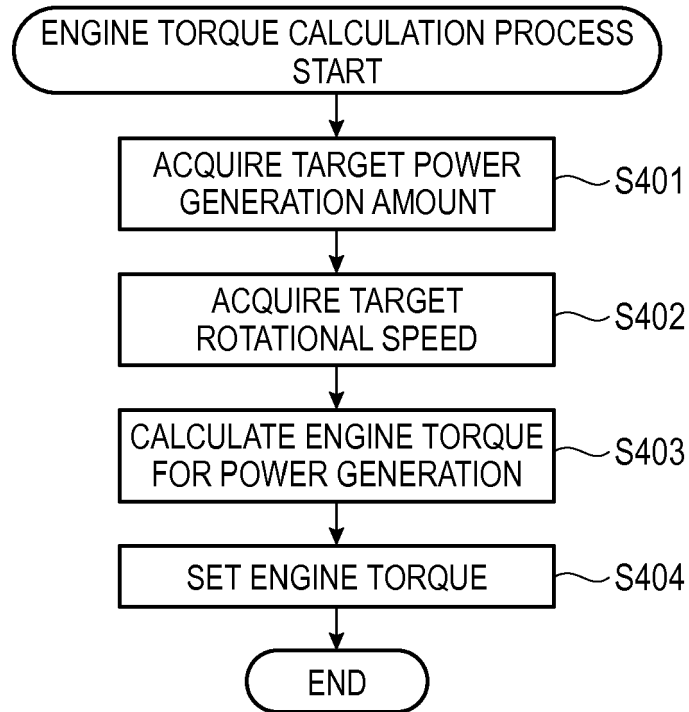 ENGINE TORQUE CALCULATION PROCESS
START
ACQUIRE TARGET POWER
GENERATION AMOUNT
S401
ACQUIRE TARGET
ROTATIONAL SPEED
S402
CALCULATE ENGINE TORQUE
FOR POWER GENERATION
S403
SET ENGINE TORQUE
S404
END